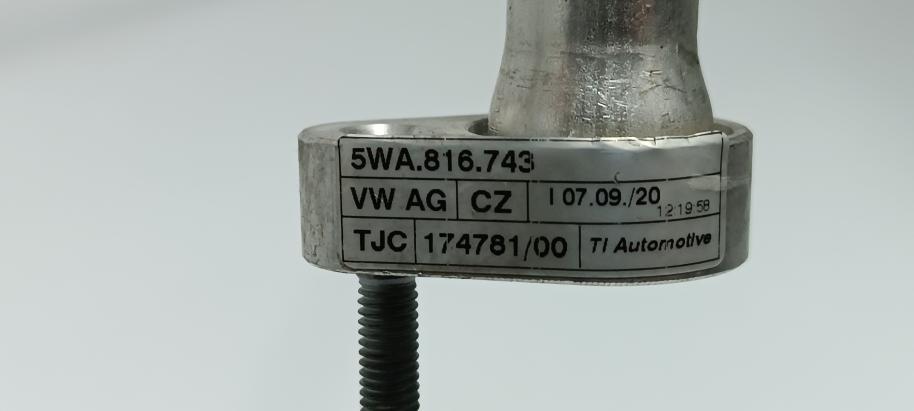 5WA.816.743
VW AG CZ I 07.09./20 12:19:58
TJC 174781/00 TI Automotive